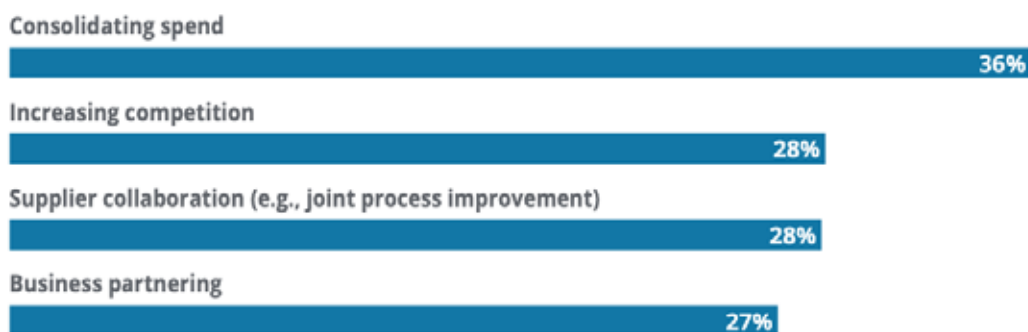 Consolidating spend
36%
Increasing competition
28%
Supplier collaboration (e.g., joint process improvement)
28%
Business partnering
27%